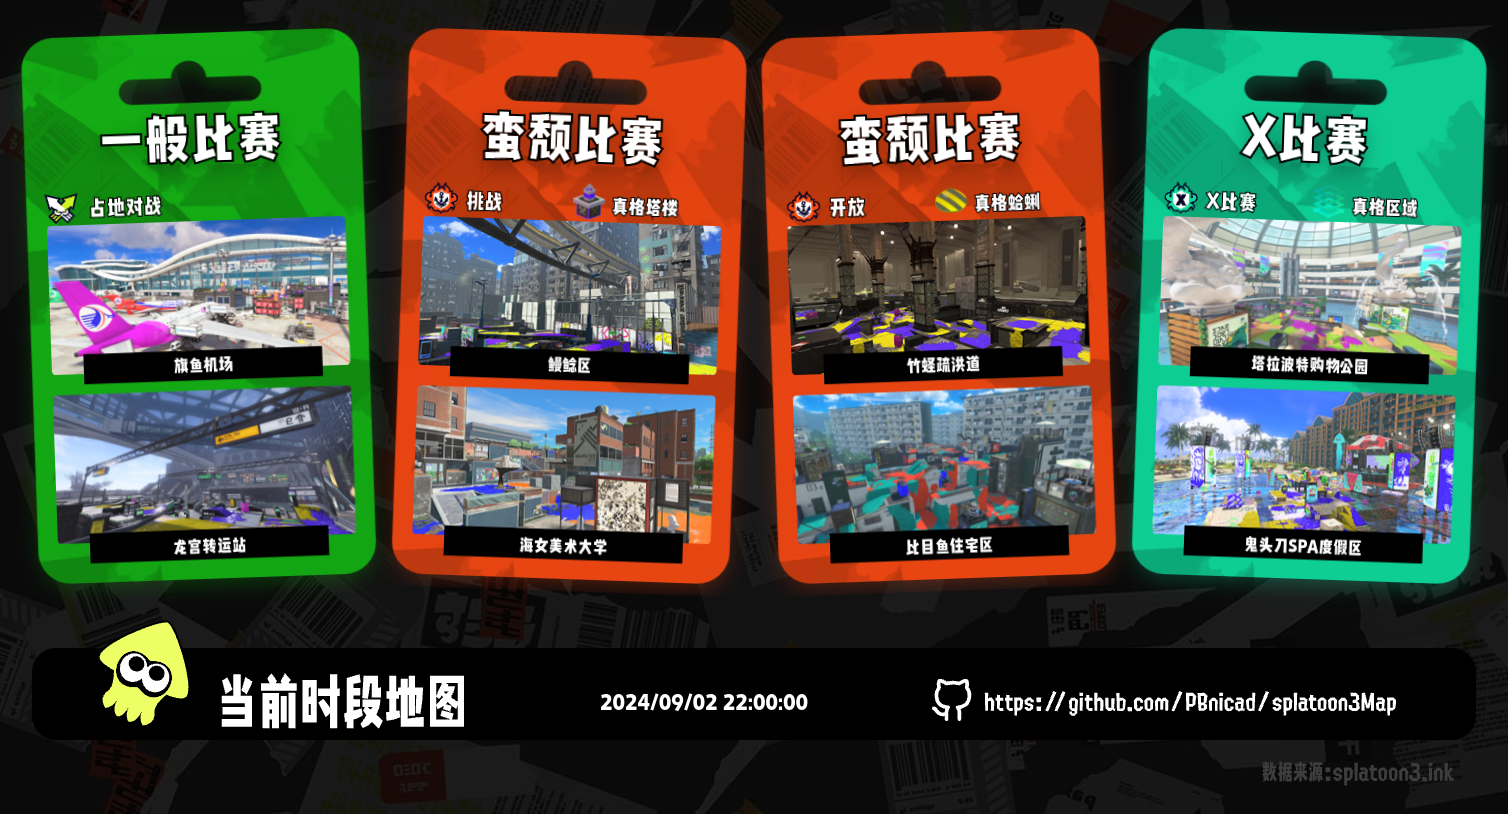 一般比赛
占地对战
旗鱼机场
龙宫转运站
蛮颓比赛
挑战
真格塔楼
鳗鲶区
海女美术大学
蛮颓比赛
开放
真格蛤蜊
竹蛏疏洪道
比目鱼住宅区
X比赛
X比赛
真格区域
塔拉波特购物公园
鬼头刀SPA度假区
当前时段地图
2024/09/02 22:00:00
https://github.com/PBnicad/splatoon3Map
数据来源:splatoon3.ink